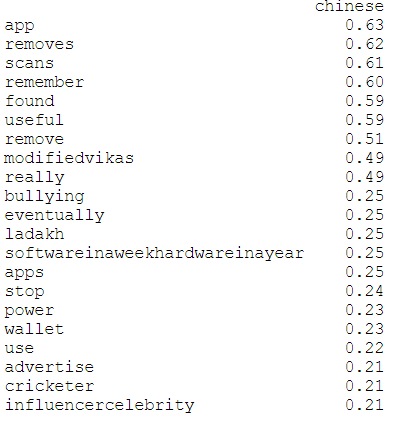 chinese
app 0.63
removes 0.62
scans 0.61
remember 0.60
found 0.59
useful 0.59
remove 0.51
modifiedvikas 0.49
really 0.49
bullying 0.25
eventually 0.25
ladakh 0.25
softwareinaweekhardwareinayear 0.25
apps 0.25
stop 0.24
power 0.23
wallet 0.23
use 0.22
advertise 0.21
cricketer 0.21
influencercelebrity 0.21